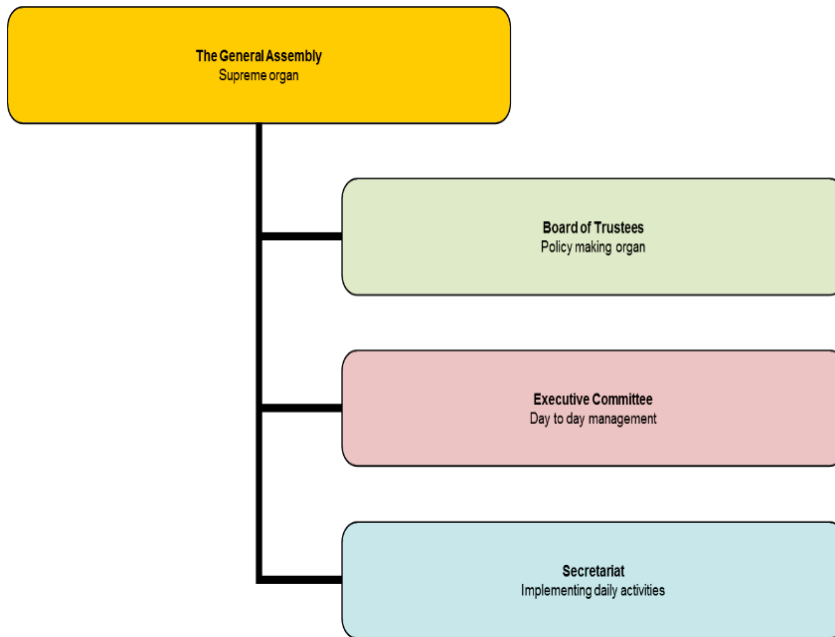 The General Assembly
Supreme organ
Board of Trustees
Policy making organ
Executive Committee
Day to day management
Secretariat
Implementing daily activities